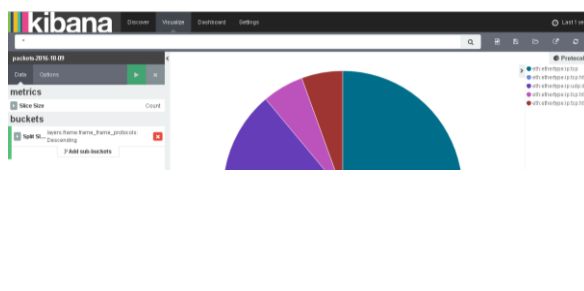 kibana
Discover Visualize Dashboard Settings
*
packets-2016-10-09
Data Options
metrics
Slice Size Count
buckets
Split Sl... layers.frame.frame_frame_protocols: Descending
Add sub-buckets
Protocol
eth:ethertype:ip:tcp
eth:ethertype:ip:tcp:ht
eth:ethertype:ip:udp:d
eth:ethertype:ip:tcp:ht
eth:ethertype:ip:tcp:ht